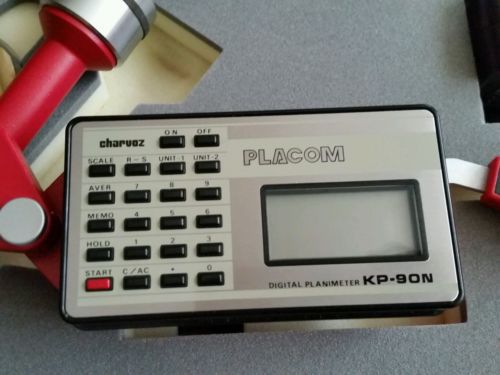 charvoz
ON OFF
PLACOM
SCALE R-S UNIT-1 UNIT-2
AVER 7 8 9
MEMO 4 5 6
HOLD 1 2 3
START C/AC • 0
DIGITAL PLANIMETER KP-90N